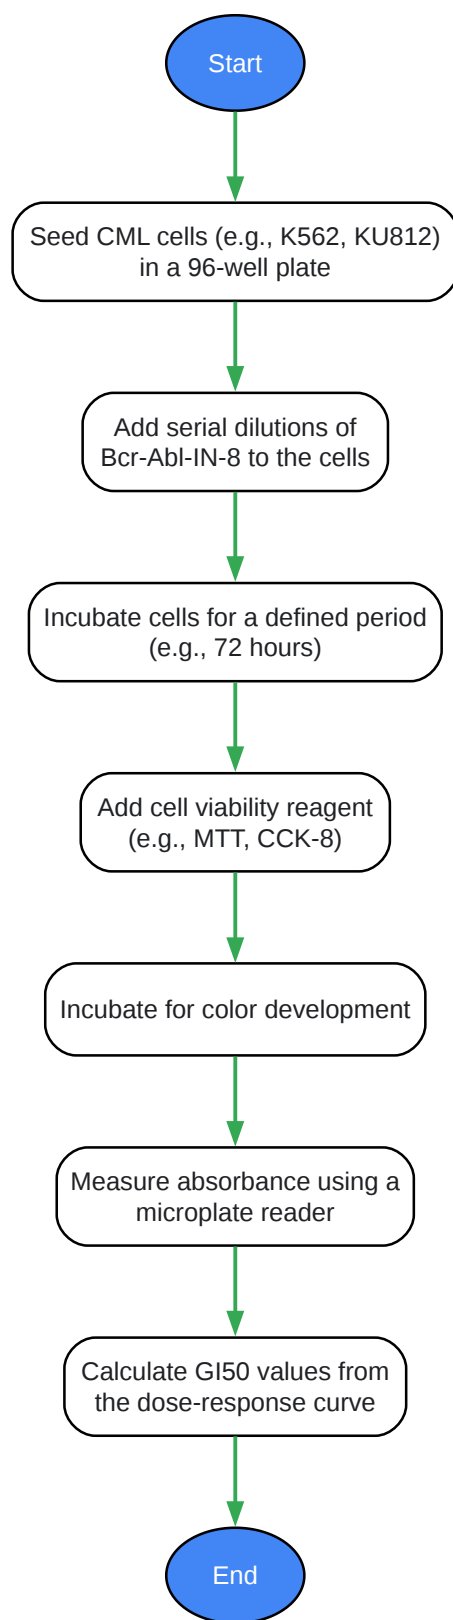 Start
Seed CML cells (e.g., K562, KU812)
in a 96-well plate
Add serial dilutions of
Bcr-Abl-IN-8 to the cells
Incubate cells for a defined period
(e.g., 72 hours)
Add cell viability reagent
(e.g., MTT, CCK-8)
Incubate for color development
Measure absorbance using a
microplate reader
Calculate GI50 values from
the dose-response curve
End